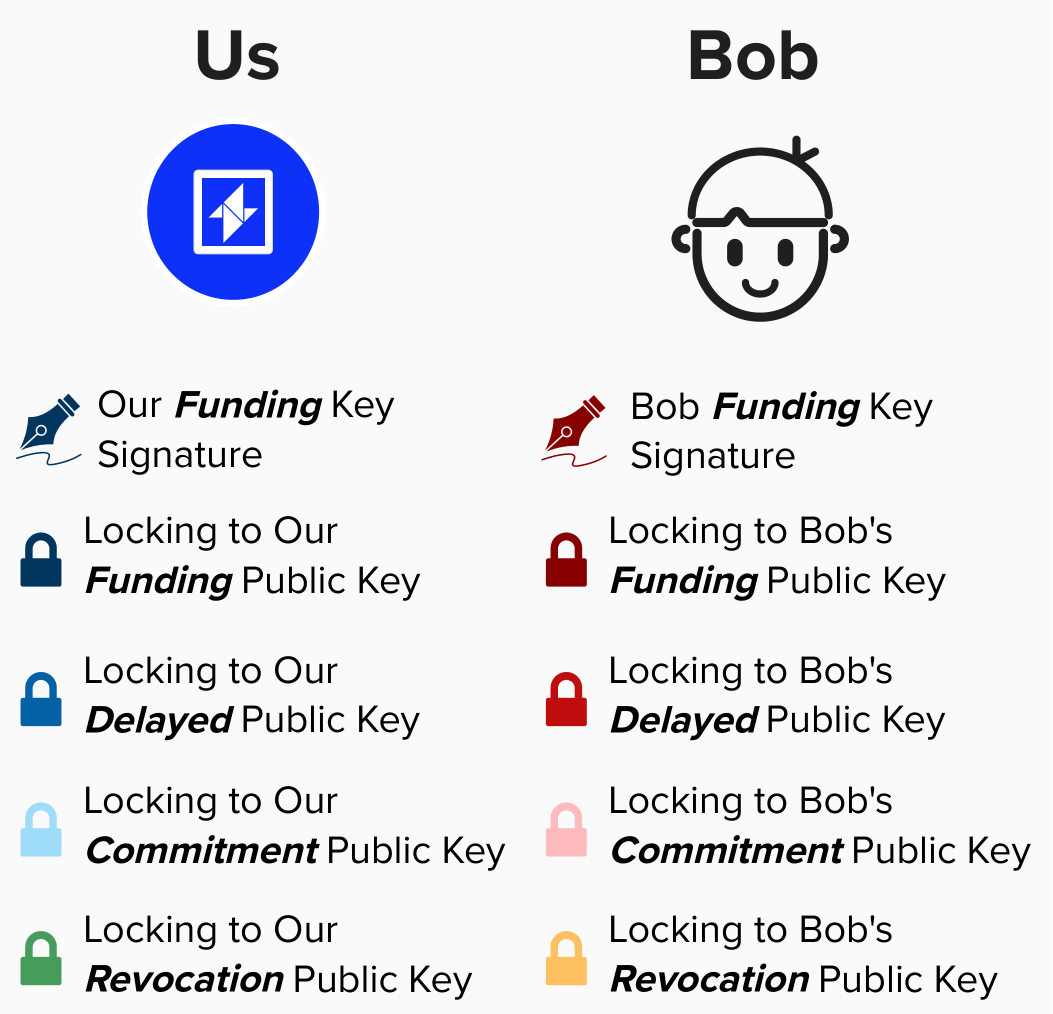 Us
Our Funding Key
Signature
Locking to Our
Funding Public Key
Locking to Our
Delayed Public Key
Locking to Our
Commitment Public Key
Locking to Our
Revocation Public Key
Bob
Bob Funding Key
Signature
Locking to Bob's
Funding Public Key
Locking to Bob's
Delayed Public Key
Locking to Bob's
Commitment Public Key
Locking to Bob's
Revocation Public Key